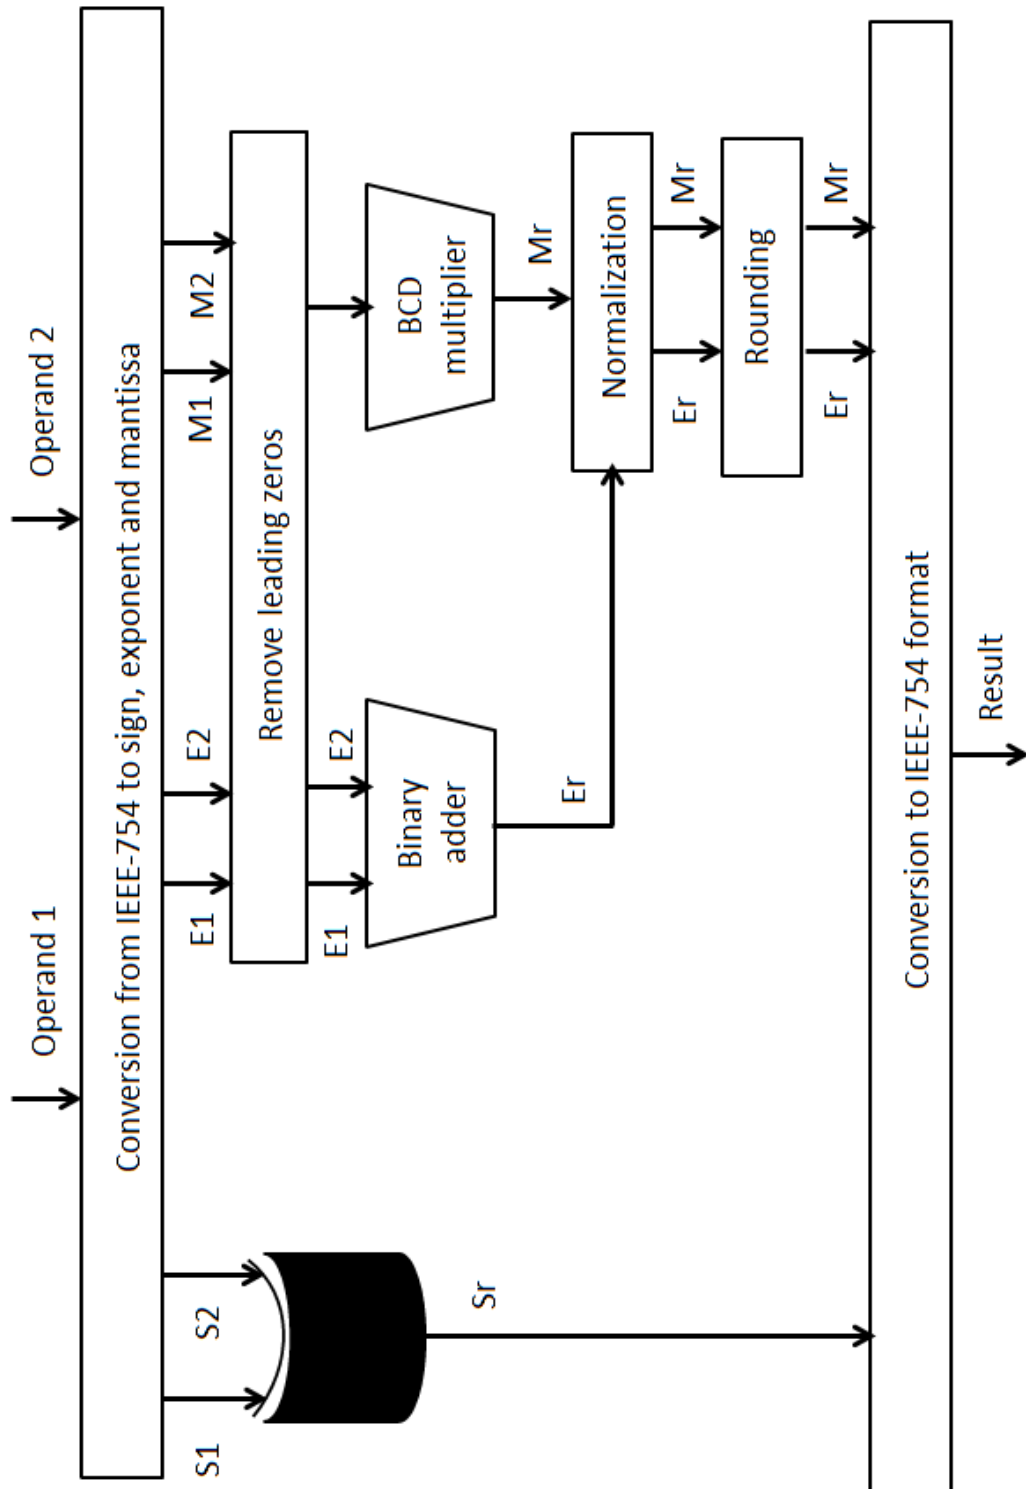 Operand 1
Operand 2
Conversion from IEEE-754 to sign, exponent and mantissa
S1
S2
E1
E2
M1
M2
Remove leading zeros
E1
E2
Binary
adder
BCD
multiplier
Sr
Er
Mr
Normalization
Er
Mr
Rounding
Er
Mr
Conversion to IEEE-754 format
Result